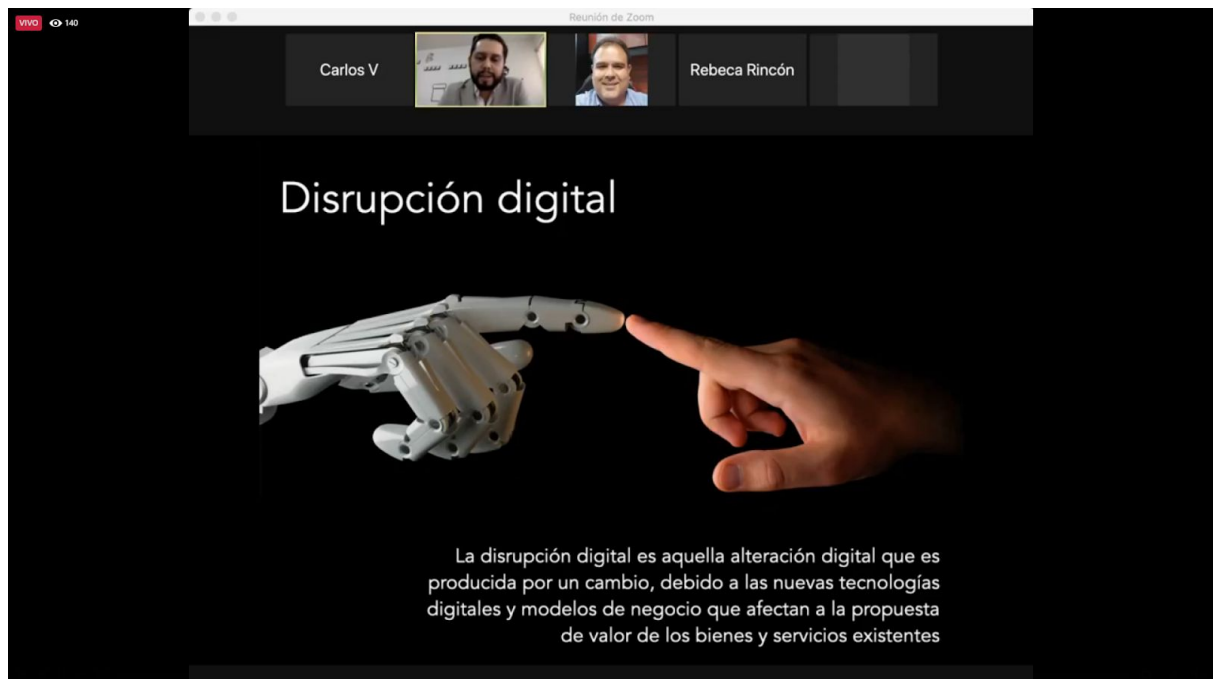 VIVO 140
Reunión de Zoom
Carlos V
Rebeca Rincón
Disrupción digital
La disrupción digital es aquella alteración digital que es
producida por un cambio, debido a las nuevas tecnologías
digitales y modelos de negocio que afectan a la propuesta
de valor de los bienes y servicios existentes